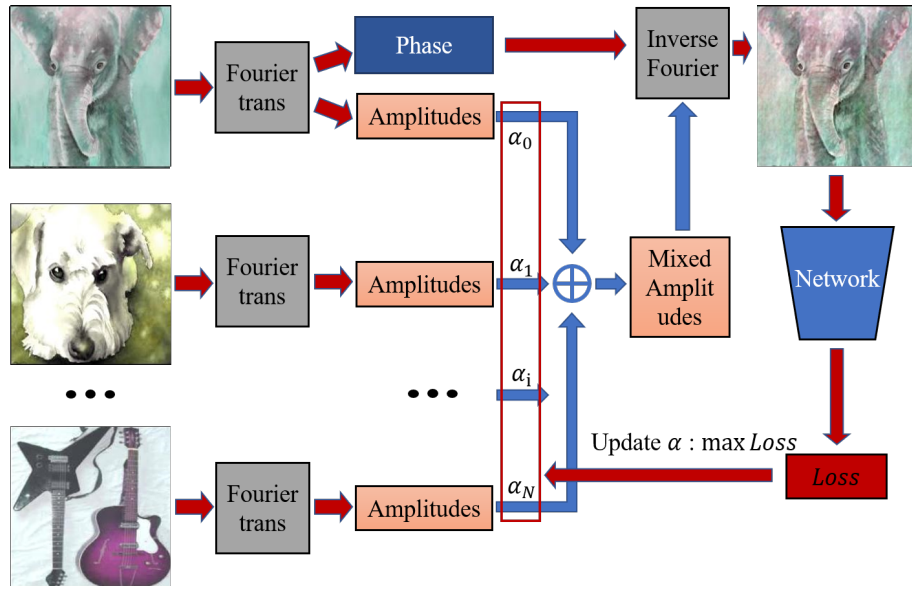 Phase
Fourier
trans
Inverse
Fourier
Amplitudes
α₀
Fourier
trans
Amplitudes
α₁
Mixed
Amplit
udes
Network
αᵢ
Update α : max Loss
Fourier
trans
Amplitudes
α_N
Loss